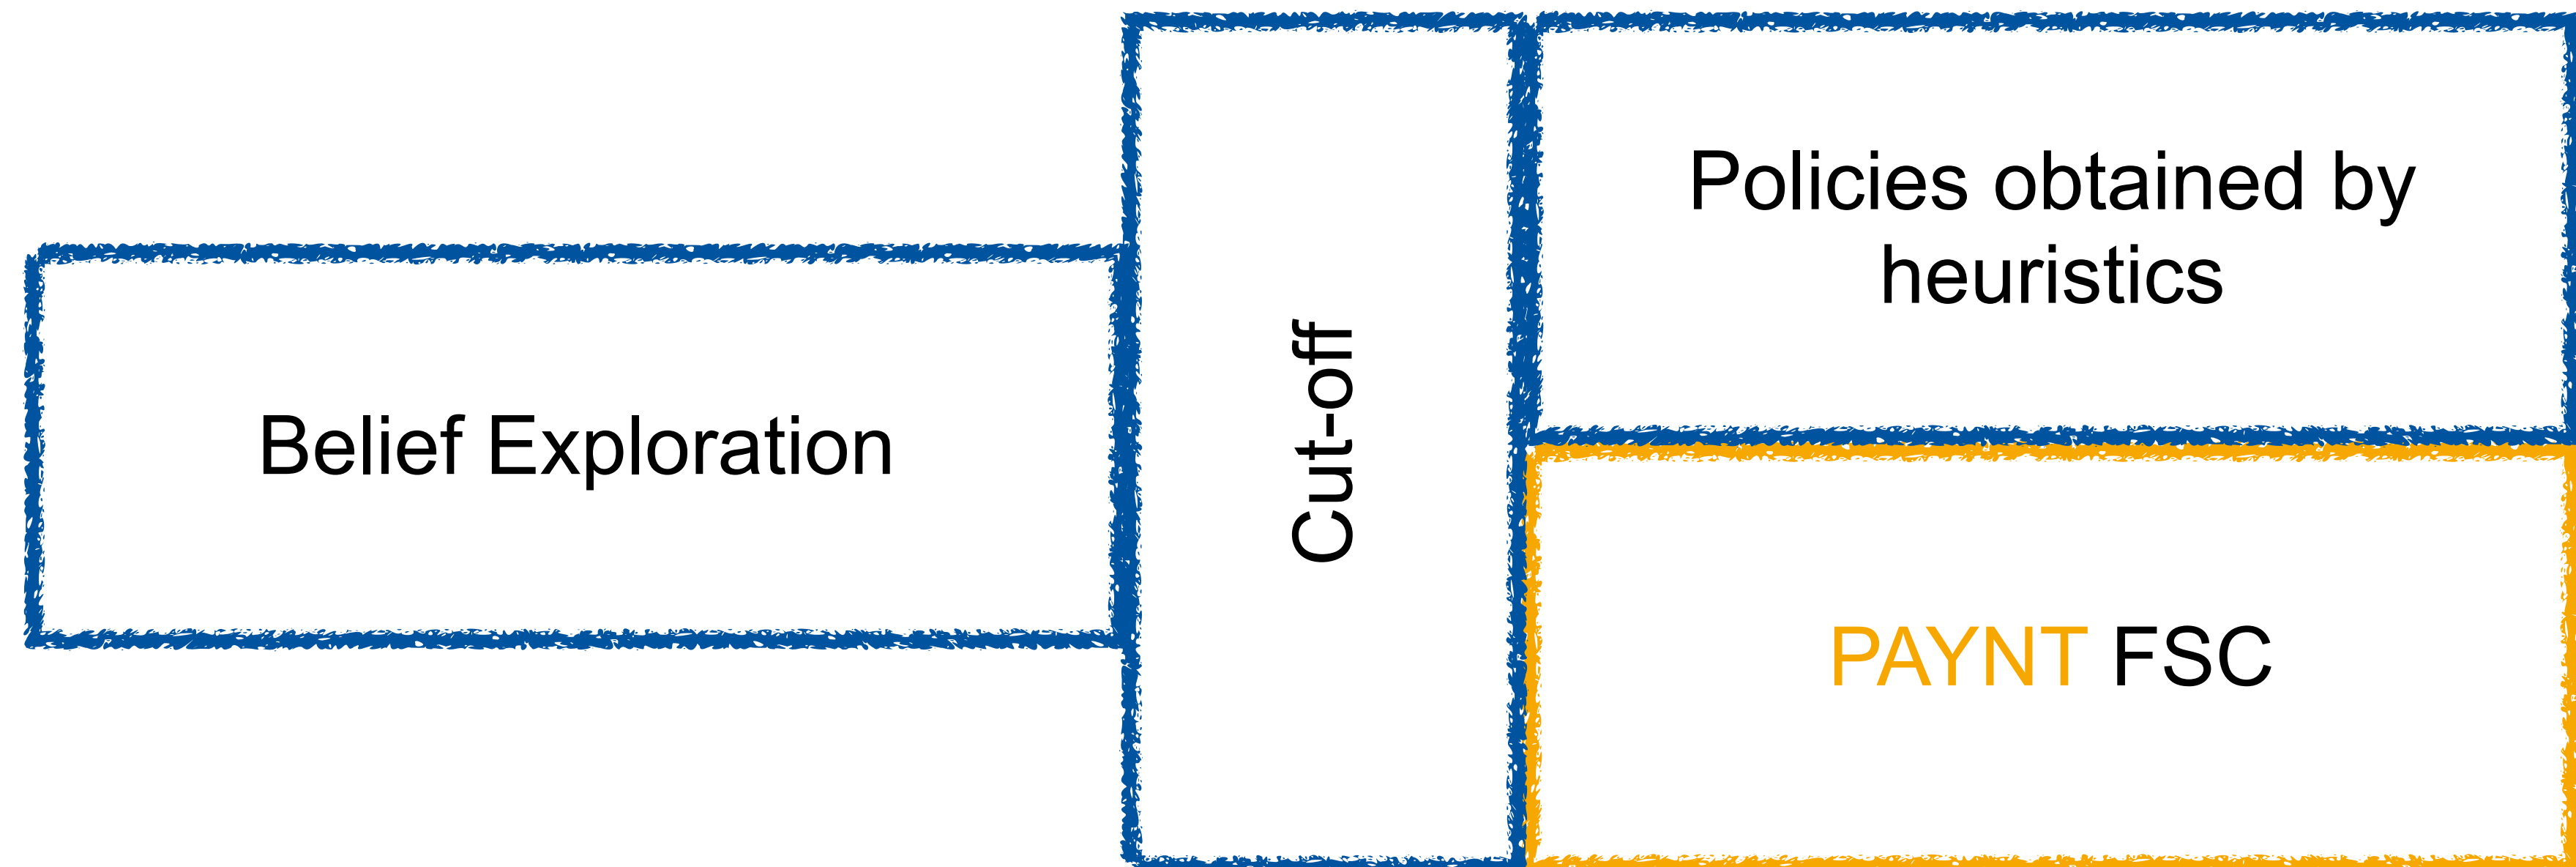 Belief Exploration
Cut-off
Policies obtained by
heuristics
PAYNT FSC